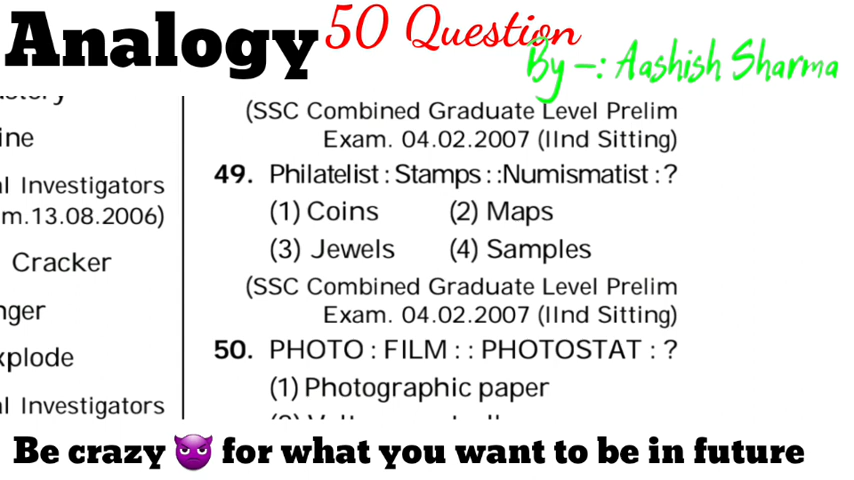 Analogy
50 Question
By -: Aashish Sharma
ine
Investigators
m.13.08.2006)
Cracker
nger
xplode
Investigators
(SSC Combined Graduate Level Prelim
Exam. 04.02.2007 (IInd Sitting)
49. Philatelist : Stamps : :Numismatist : ?
(1) Coins (2) Maps
(3) Jewels (4) Samples
(SSC Combined Graduate Level Prelim
Exam. 04.02.2007 (IInd Sitting)
50. PHOTO : FILM : : PHOTOSTAT : ?
(1) Photographic paper
Be crazy 👿 for what you want to be in future